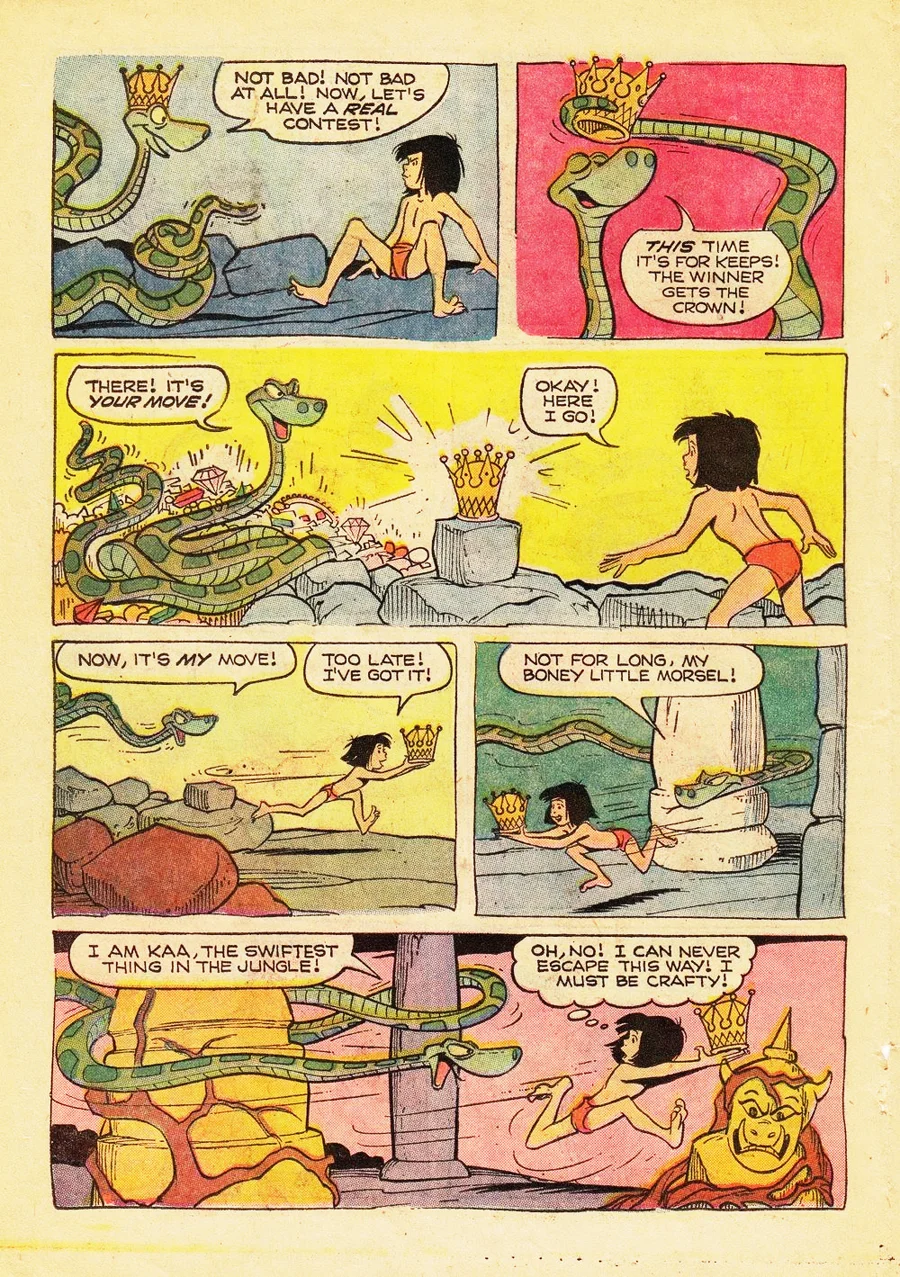 NOT BAD! NOT BAD
AT ALL! NOW, LET'S
HAVE A REAL
CONTEST!
THIS TIME
IT'S FOR KEEPS!
THE WINNER
GETS THE
CROWN!
THERE! IT'S
YOUR MOVE!
OKAY!
HERE
I GO!
NOW, IT'S MY MOVE!
TOO LATE!
I'VE GOT IT!
NOT FOR LONG, MY
BONEY LITTLE MORSEL!
I AM KAA, THE SWIFTEST
THING IN THE JUNGLE!
OH, NO! I CAN NEVER
ESCAPE THIS WAY! I
MUST BE CRAFTY!